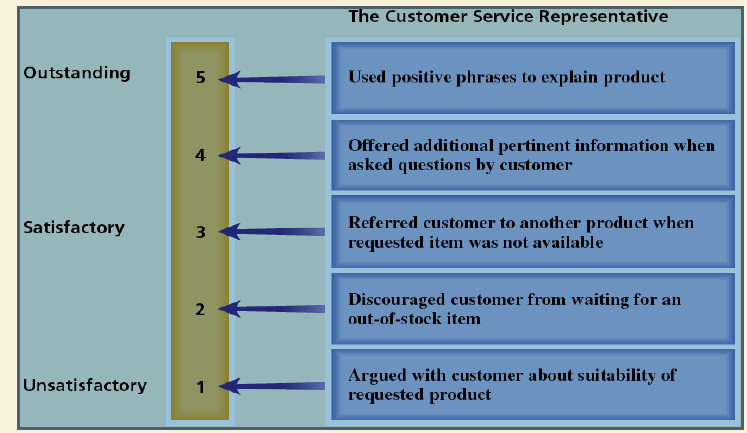 The Customer Service Representative
Outstanding
5
Used positive phrases to explain product
4
Offered additional pertinent information when
asked questions by customer
Satisfactory
3
Referred customer to another product when
requested item was not available
2
Discouraged customer from waiting for an
out-of-stock item
Unsatisfactory
1
Argued with customer about suitability of
requested product